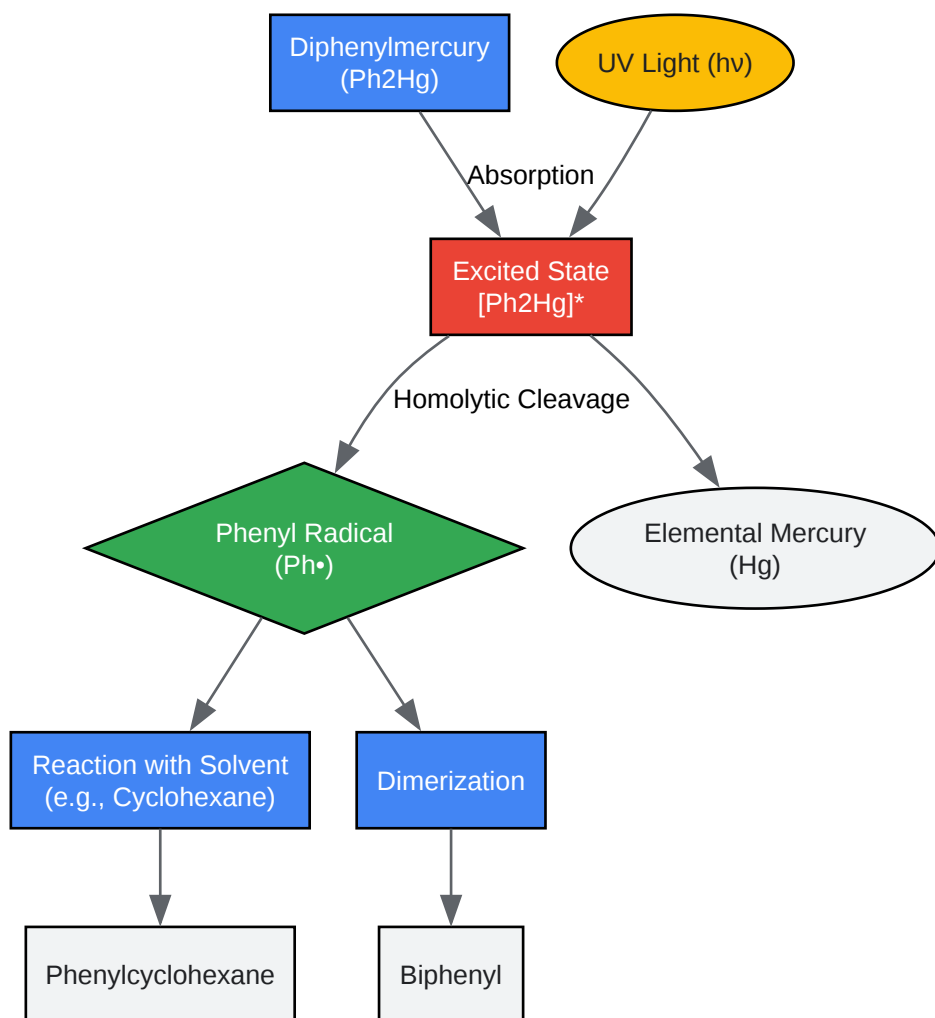 Diphenylmercury
(Ph2Hg)
UV Light (hν)
Absorption
Excited State
[Ph2Hg]*
Homolytic Cleavage
Phenyl Radical
(Ph•)
Elemental Mercury
(Hg)
Reaction with Solvent
(e.g., Cyclohexane)
Dimerization
Phenylcyclohexane
Biphenyl